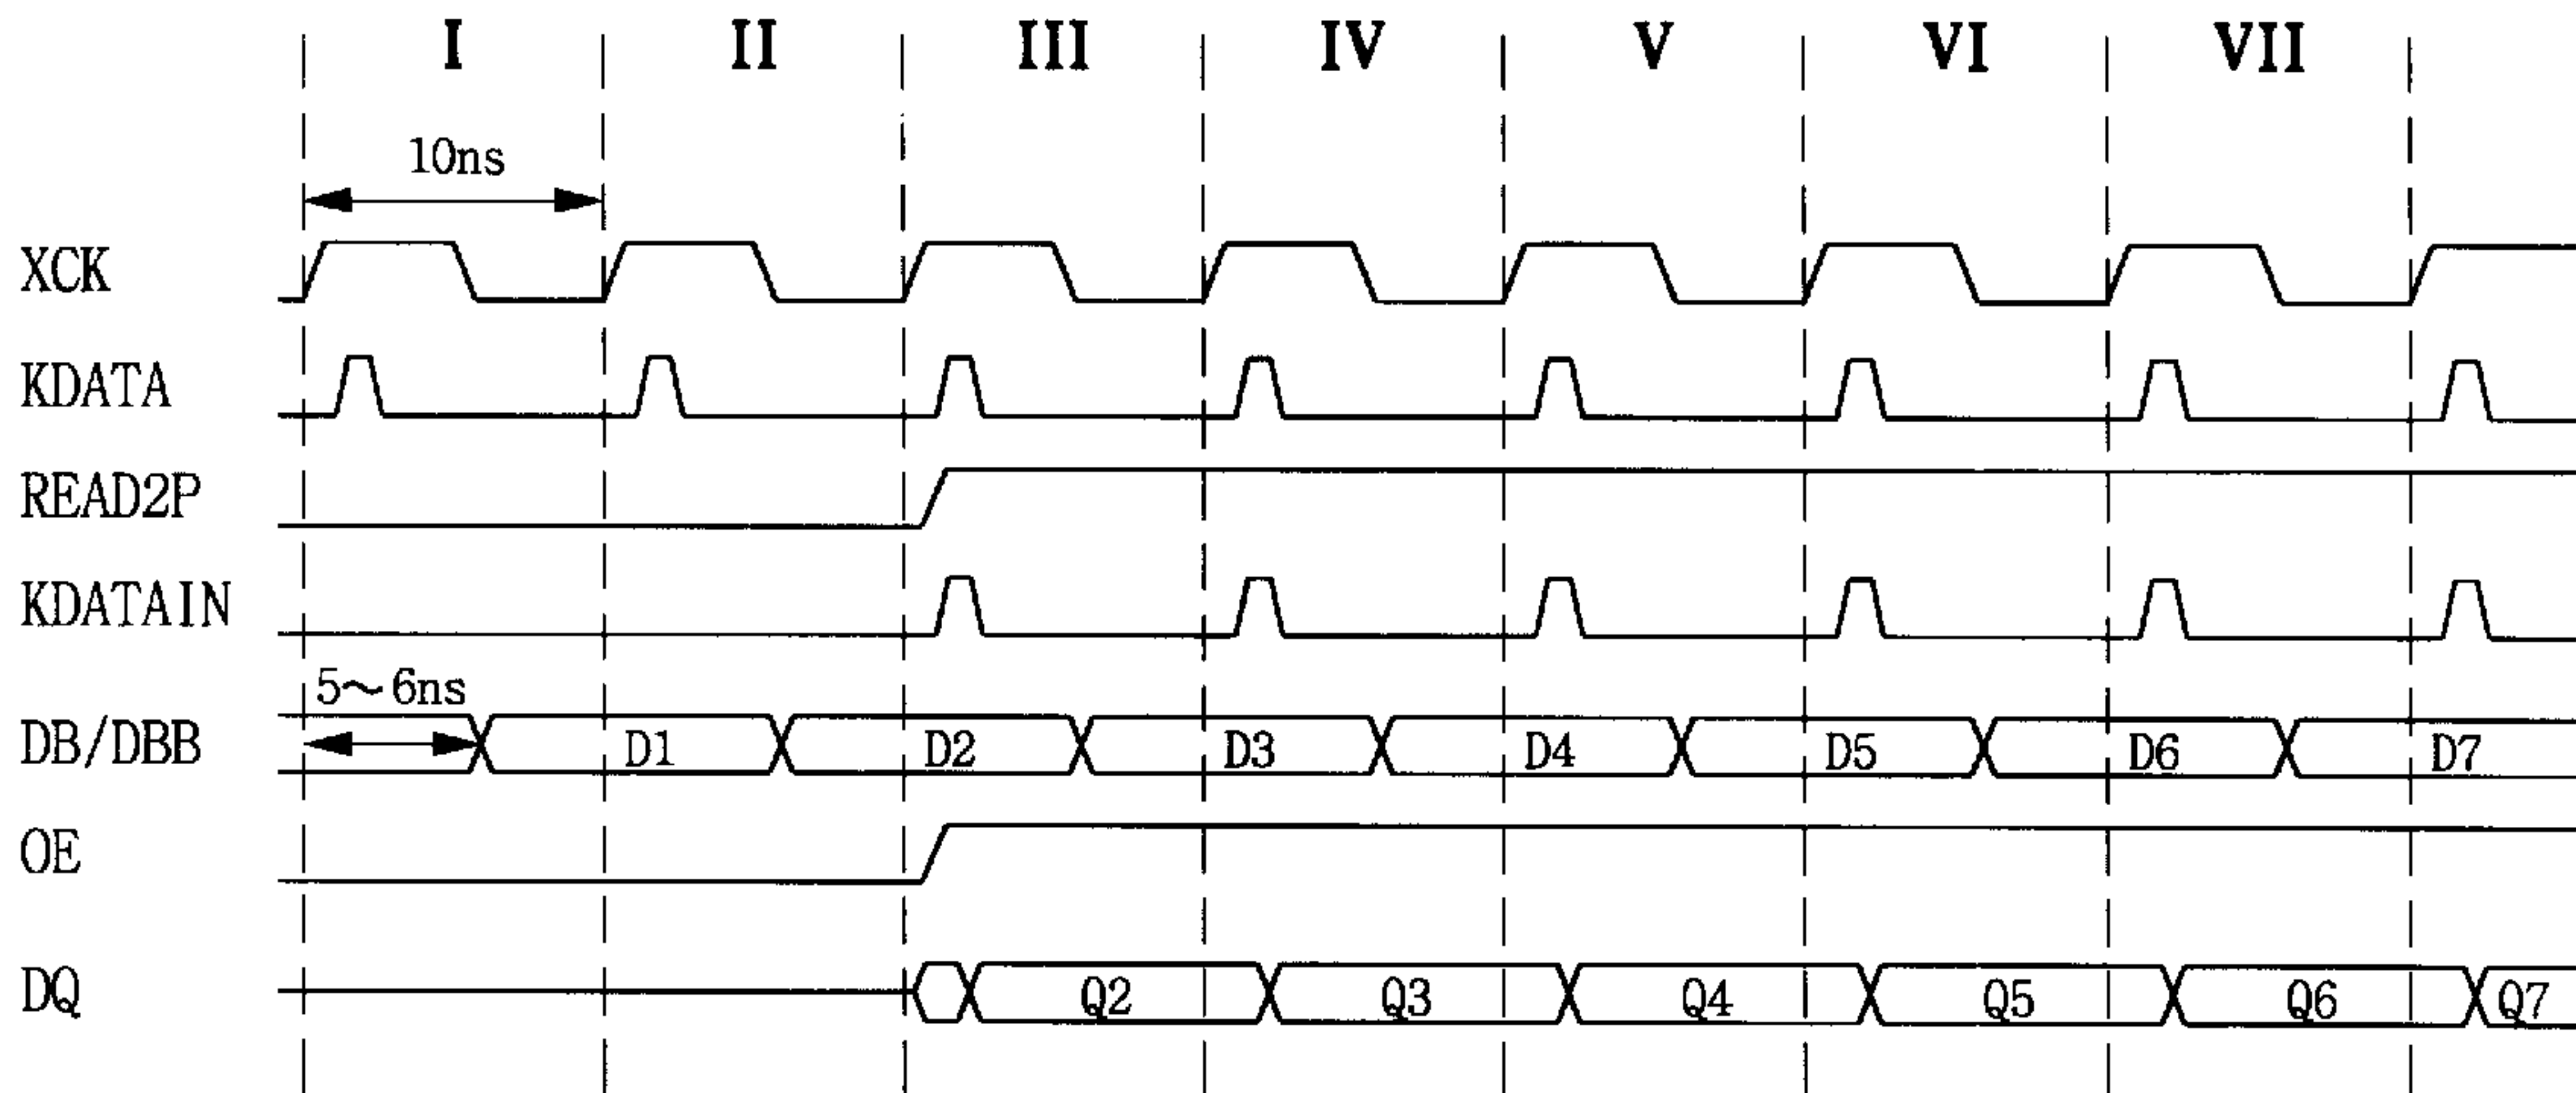 I II III IV V VI VII
10ns
XCK
KDATA
READ2P
KDATAIN
5~6ns
DB/DBB D1 D2 D3 D4 D5 D6 D7
OE
DQ Q2 Q3 Q4 Q5 Q6 Q7